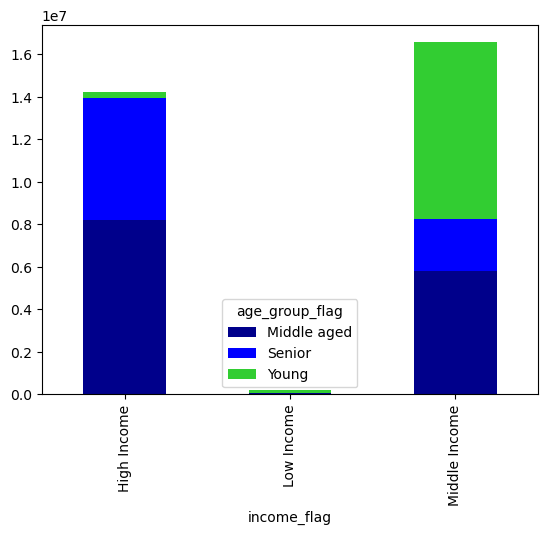 1e7
1.6
1.4
1.2
1.0
0.8
0.6
0.4
0.2
0.0
age_group_flag
Middle aged
Senior
Young
High Income
Low Income
Middle Income
income_flag